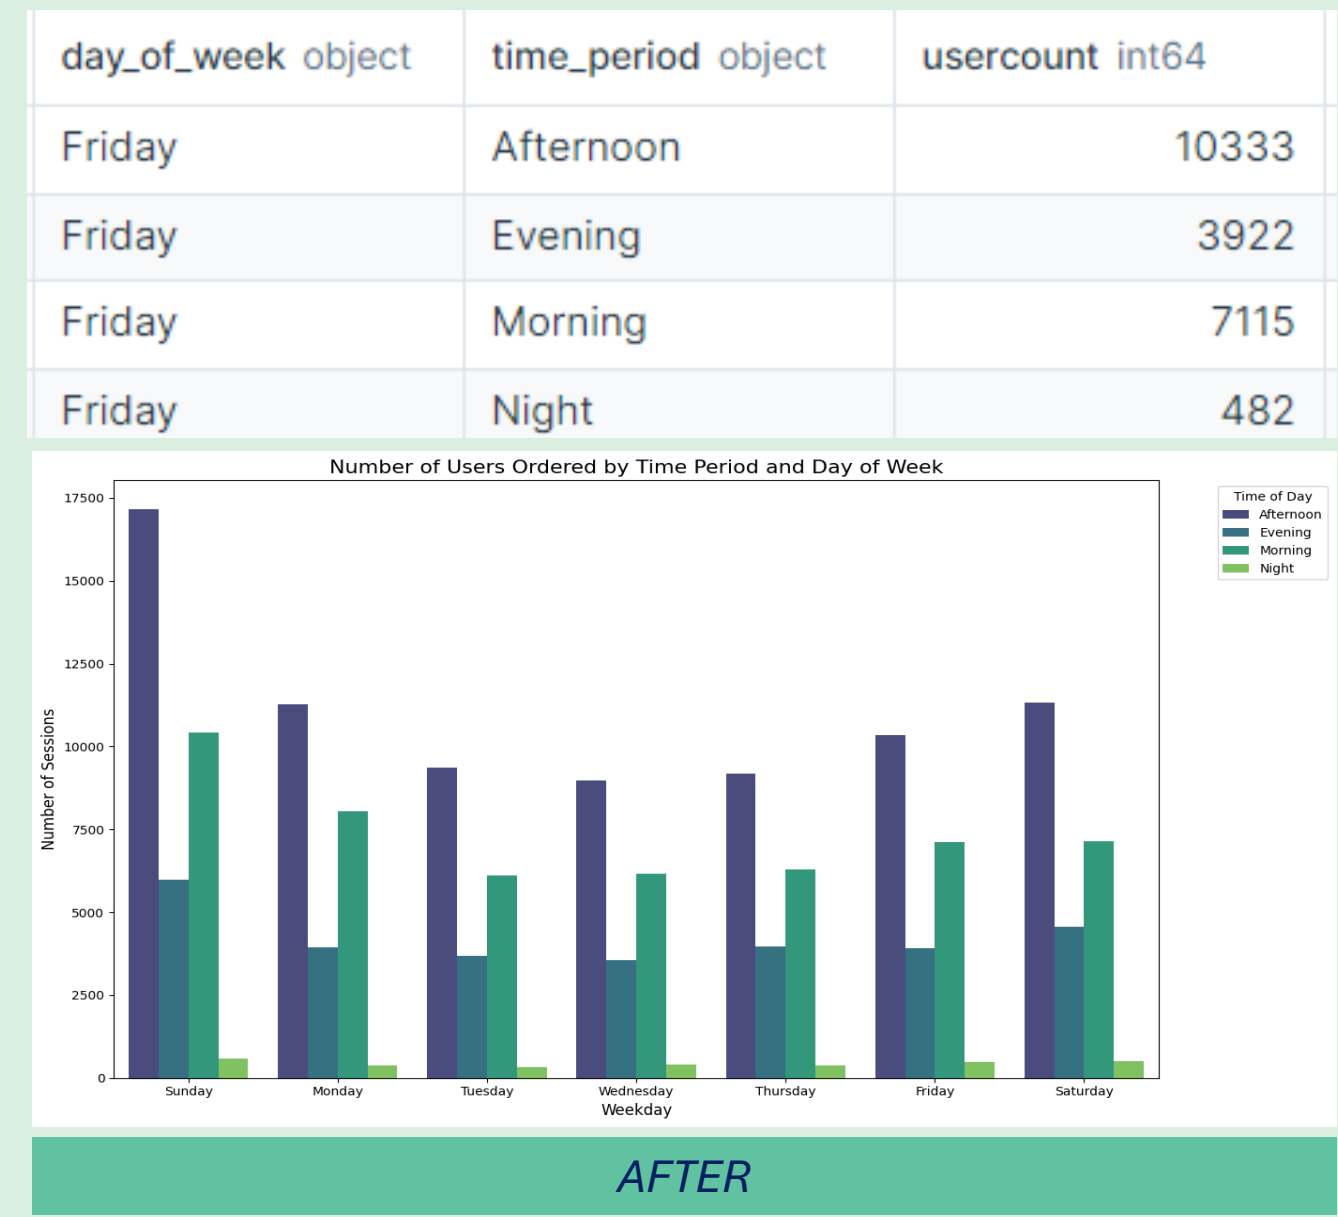 day_of_week object time_period object usercount int64
Friday Afternoon 10333
Friday Evening 3922
Friday Morning 7115
Friday Night 482
Number of Users Ordered by Time Period and Day of Week
17500
15000
12500
10000
7500
5000
2500
0
Number of Sessions
Sunday Monday Tuesday Wednesday Thursday Friday Saturday
Weekday
Time of Day
Afternoon
Evening
Morning
Night
AFTER